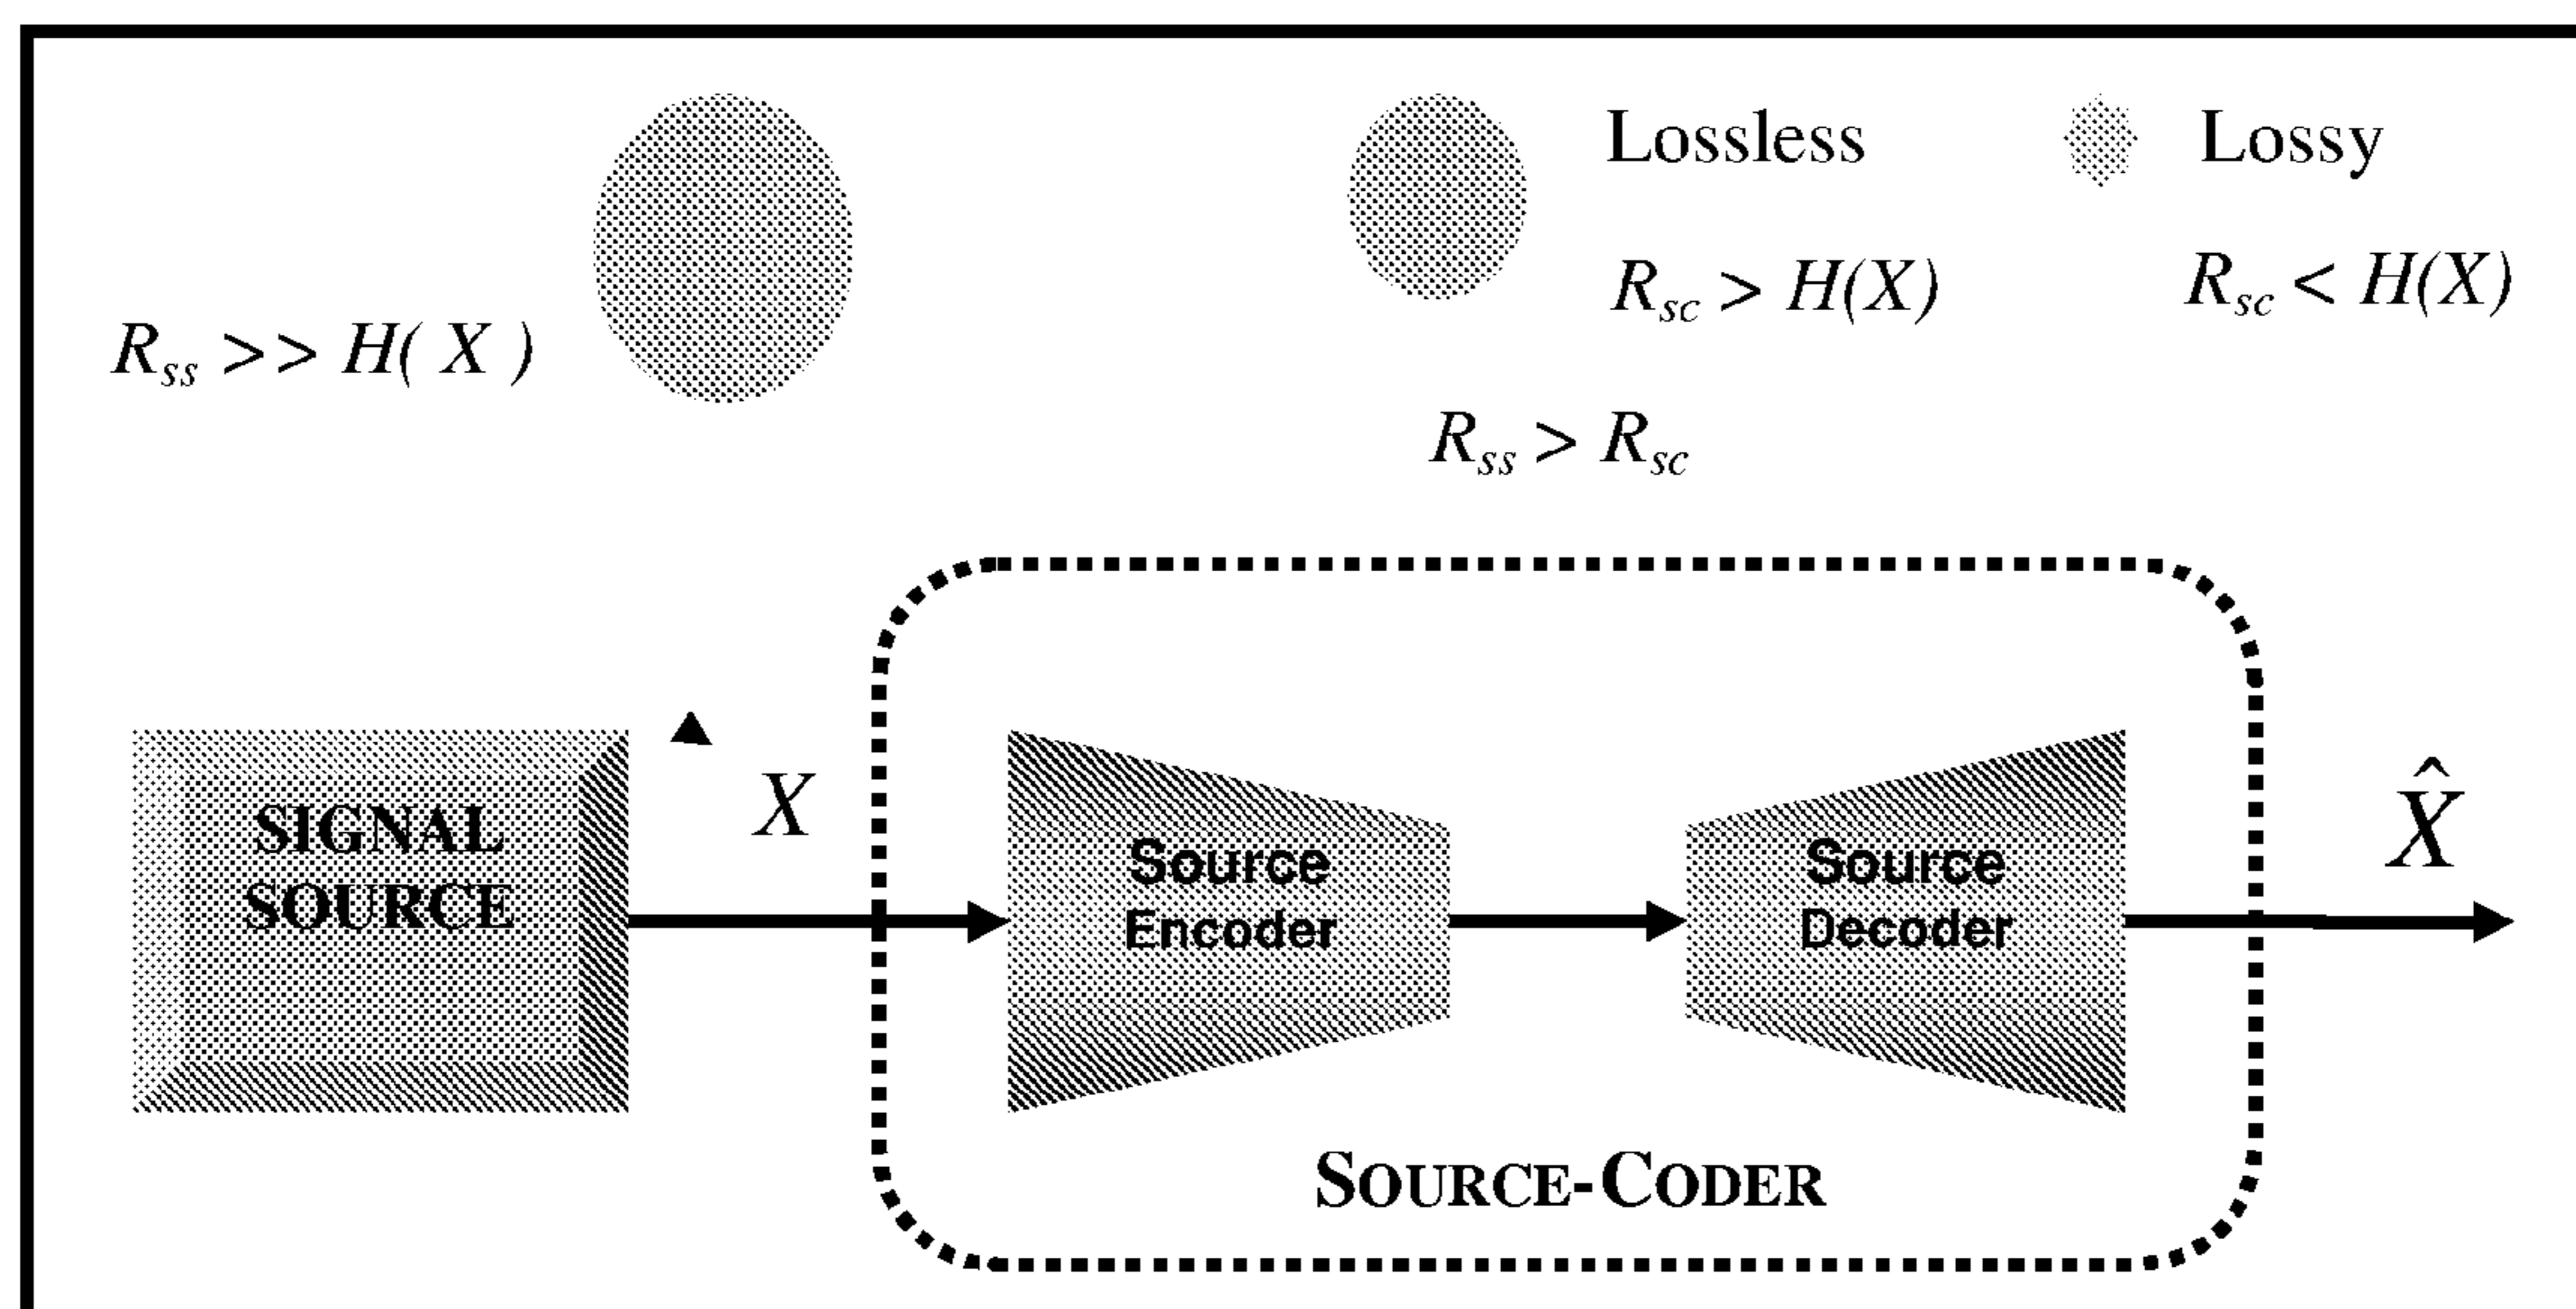 Lossless
Lossy
R_ss >> H( X )
R_sc > H(X)
R_sc < H(X)
R_ss > R_sc
SIGNAL
SOURCE
X
Source
Encoder
Source
Decoder
X̂
SOURCE-CODER